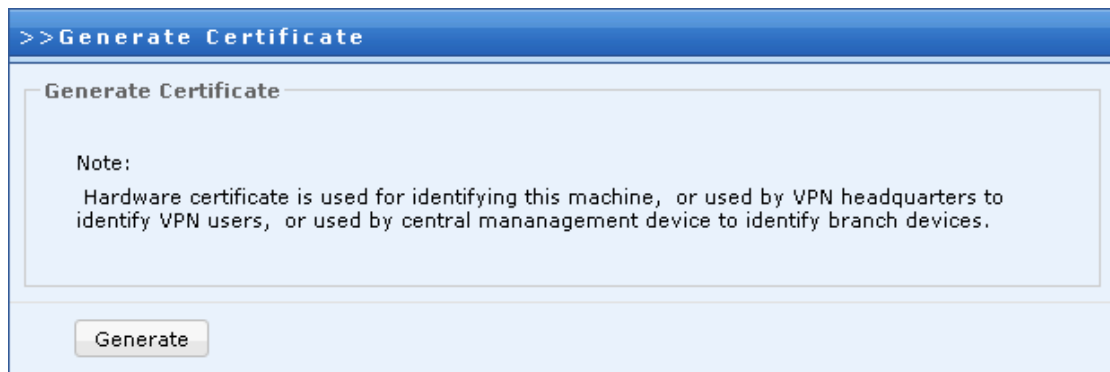 >>Generate Certificate
Generate Certificate
Note:
Hardware certificate is used for identifying this machine, or used by VPN headquarters to
identify VPN users, or used by central mananagement device to identify branch devices.
Generate